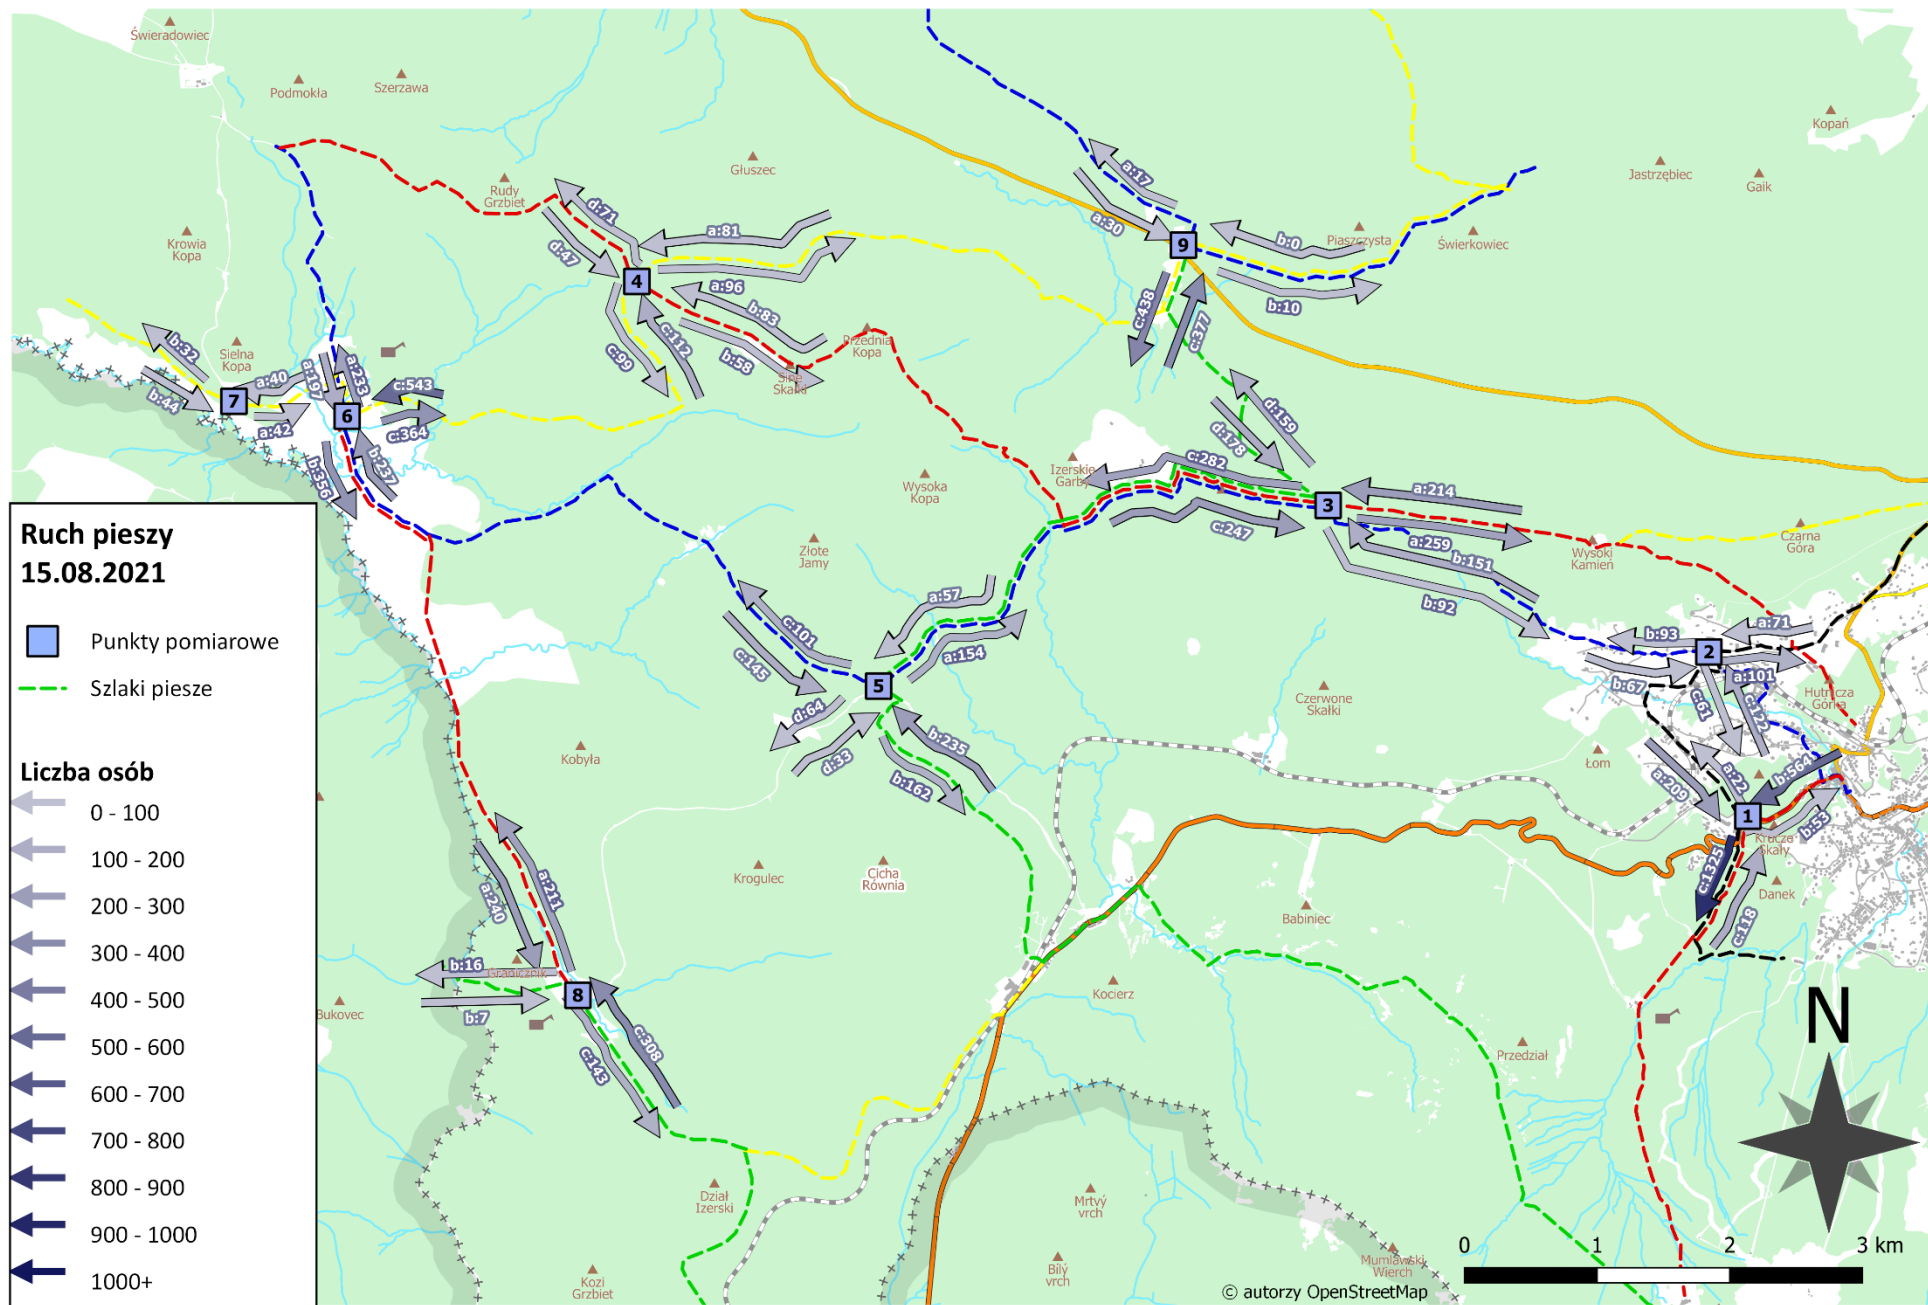 Świeradowiec
Podmokła
Szerzawa
Kopań
Głuszec
Jastrzębiec
Gaik
Rudy
Grzbiet
a:17
a:30
b:0
Piaszczysta
Świerkowiec
9
b:10
Krowia
Kopa
d:71
d:47
a:81
4
a:96
b:83
b:58
c:99
c:112
c:438
c:377
Przednia
Kopa
Sine
Skałki
b:32
Sielna
Kopa
b:44
a:40
7
a:42
a:197
a:233
6
c:543
c:364
b:356
b:237
d:159
d:178
Izerskie
Garby
c:282
c:247
3
a:214
a:259
b:151
b:92
Wysoki
Kamień
Czarna
Góra
Wysoka
Kopa
Złote
Jamy
a:57
a:154
c:101
c:145
5
d:64
d:33
b:235
b:162
Czerwone
Skałki
b:93
a:71
2
b:67
a:101
c:61
Hutnicza
Górka
Łom
a:209
a:22
b:564
1
b:53
Krucze
Skały
c:1325
c:118
Danek
Kobyła
Krogulec
Cicha
Równia
Babiniec
a:240
a:211
b:16
Granicznik
8
b:7
c:308
c:143
Bukovec
Kocierz
Przedział
Dział
Izerski
Mrtvý
vrch
Kozi
Grzbiet
Bílý
vrch
Mumlawski
Wierch
N
0 1 2 3 km
© autorzy OpenStreetMap
Ruch pieszy
15.08.2021
Punkty pomiarowe
Szlaki piesze
Liczba osób
0 - 100
100 - 200
200 - 300
300 - 400
400 - 500
500 - 600
600 - 700
700 - 800
800 - 900
900 - 1000
1000+